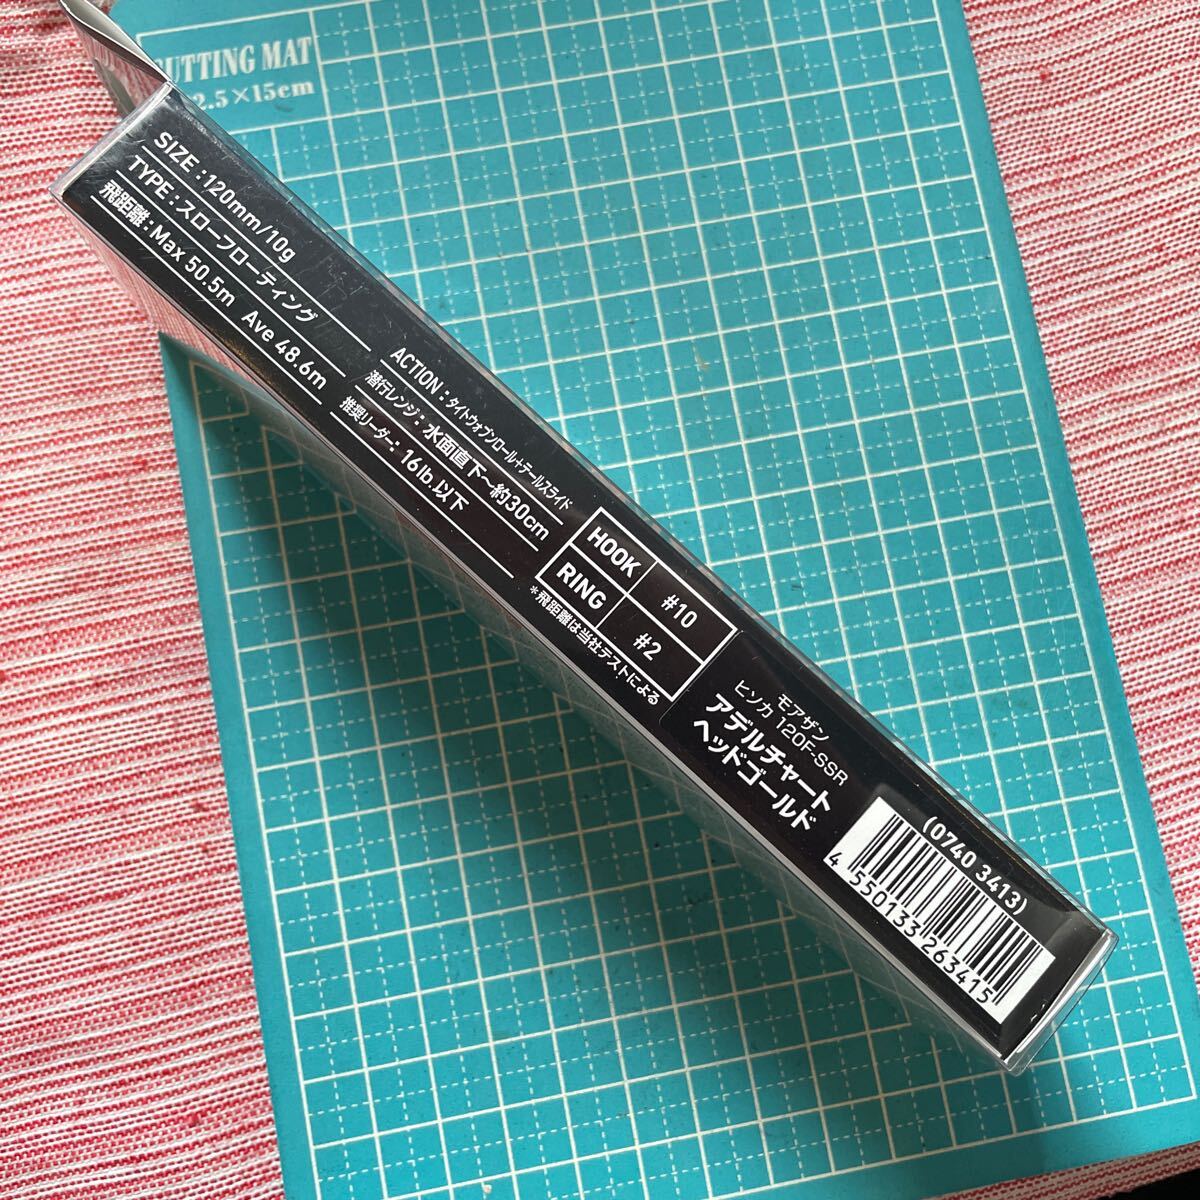 CUTTING MAT
2.5×15cm
SIZE：120mm/10g
TYPE：スローフローティング
飛距離：Max 50.5m Ave 48.6m
ACTION：タイトウォブンロール＋テールスライド
潜行レンジ：水面直下〜約30cm
推奨リーダー：16lb.以下
HOOK #10
RING #2
*飛距離は当社テストによる
モアザン
ヒソカ 120F-SSR
アデルチャート
ヘッドゴールド
(0740 3413)
4 550133 263415